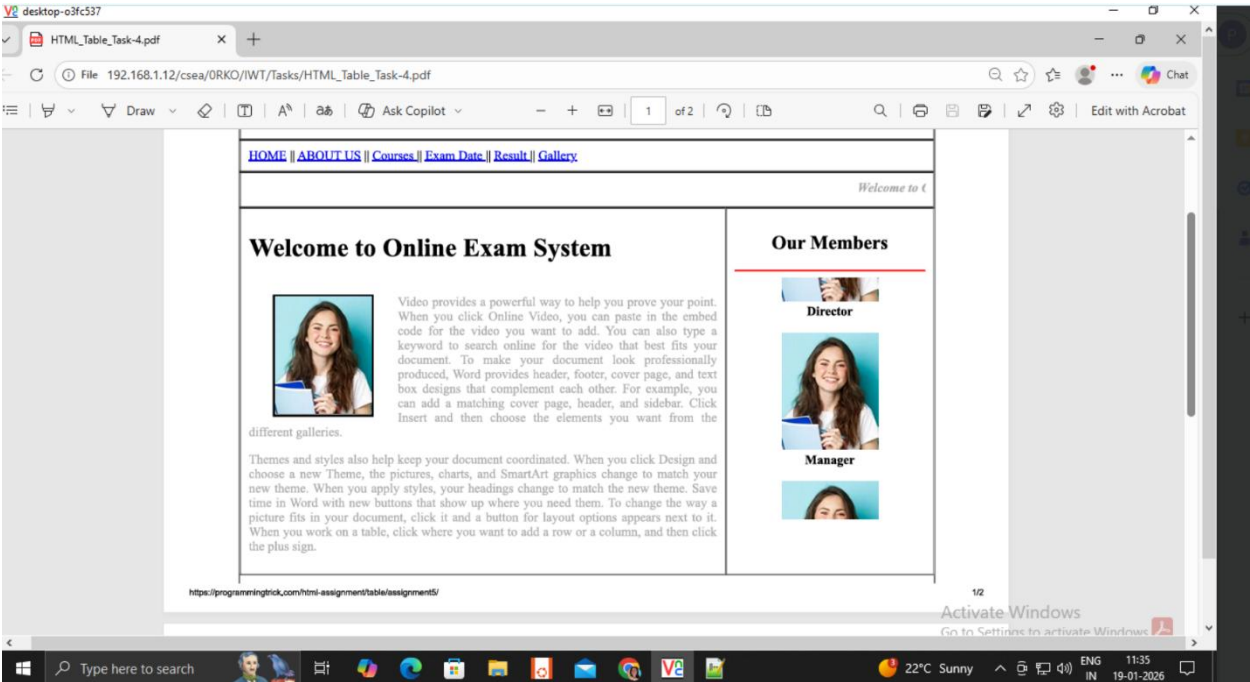 desktop-o3fc537
HTML_Table_Task-4.pdf
File 192.168.1.12/csea/0RKO/IWT/Tasks/HTML_Table_Task-4.pdf
Chat
Draw
Ask Copilot
1 of 2
Edit with Acrobat
HOME || ABOUT US || Courses || Exam Date || Result || Gallery
Welcome to
Welcome to Online Exam System
Video provides a powerful way to help you prove your point.
When you click Online Video, you can paste in the embed
code for the video you want to add. You can also type a
keyword to search online for the video that best fits your
document. To make your document look professionally
produced, Word provides header, footer, cover page, and text
box designs that complement each other. For example, you
can add a matching cover page, header, and sidebar. Click
Insert and then choose the elements you want from the
different galleries.
Themes and styles also help keep your document coordinated. When you click Design and
choose a new Theme, the pictures, charts, and SmartArt graphics change to match your
new theme. When you apply styles, your headings change to match the new theme. Save
time in Word with new buttons that show up where you need them. To change the way a
picture fits in your document, click it and a button for layout options appears next to it.
When you work on a table, click where you want to add a row or a column, and then click
the plus sign.
Our Members
Director
Manager
https://programmingtrick.com/html-assignment/table/assignment5/
1/2
Activate Windows
Go to Settings to activate Windows
Type here to search
22°C Sunny
ENG
IN
11:35
19-01-2026